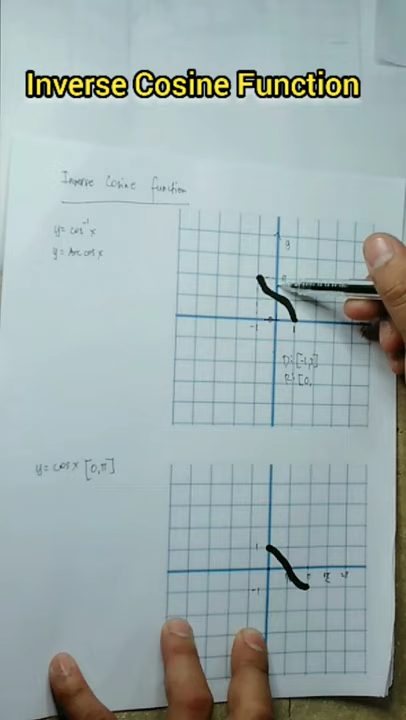 Inverse Cosine Function
Inverse Cosine function
y = cos⁻¹ x
y = Arc cos x
y
-1
D: [-1,1]
R: [0,
y = cos x [0,π]
1
π
-1